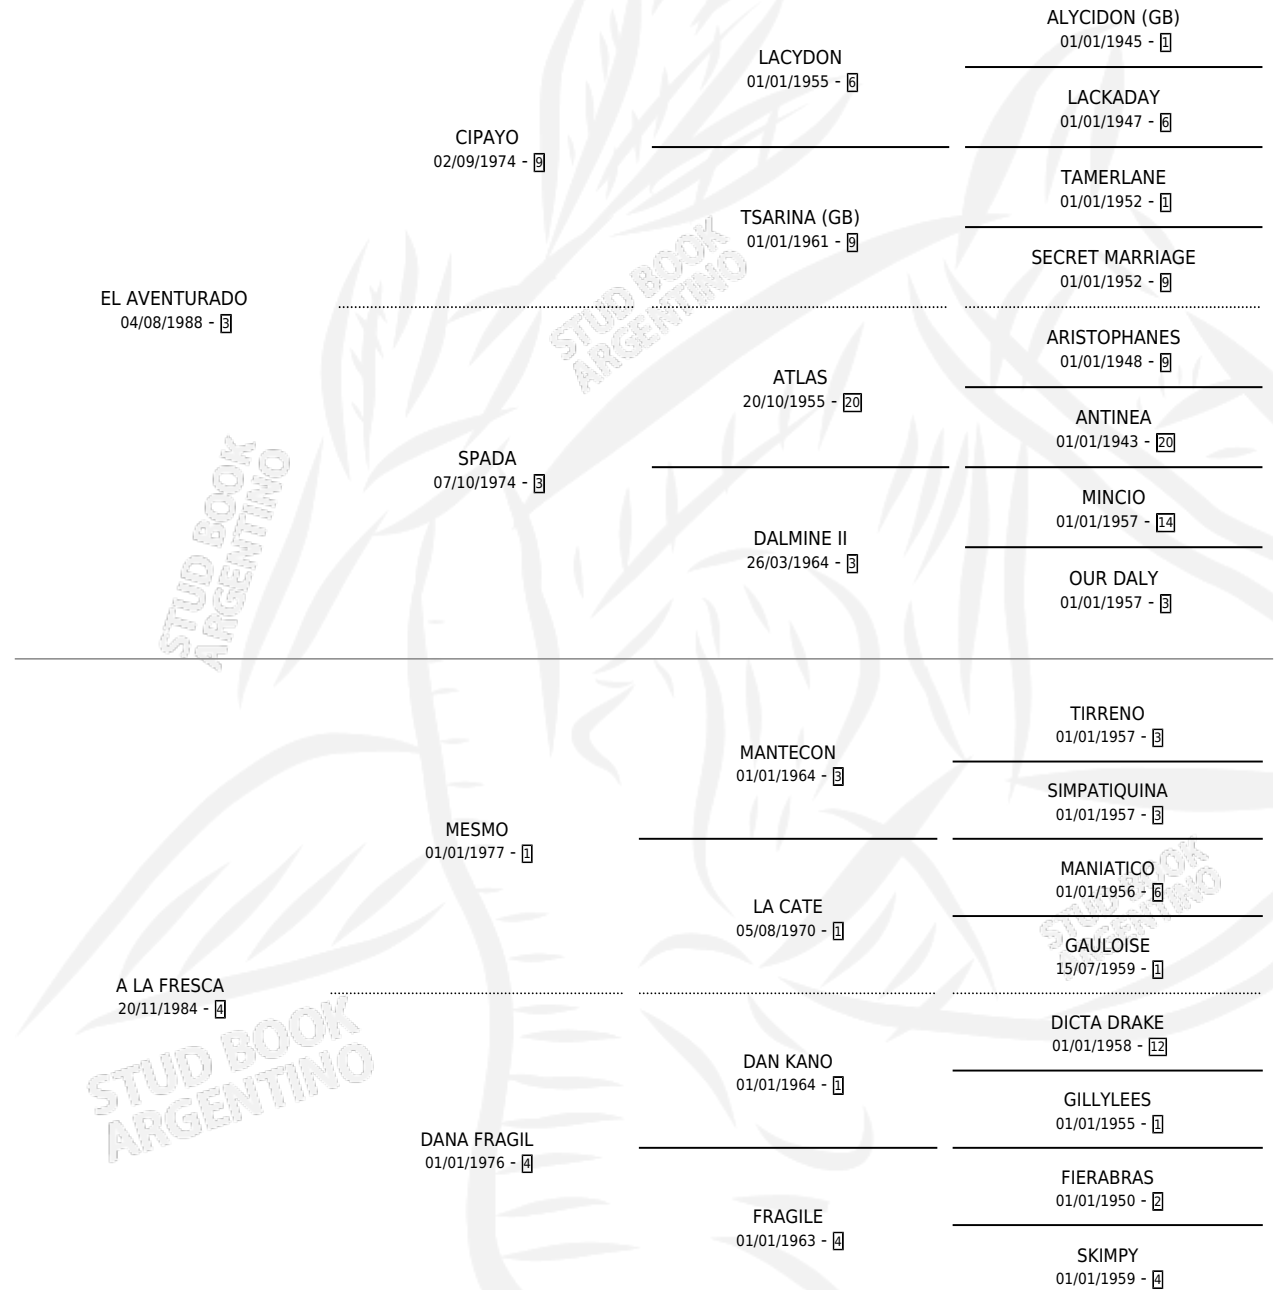 ALYCIDON (GB)
01/01/1945 - 1
LACYDON
01/01/1955 - 6
LACKADAY
01/01/1947 - 6
CIPAYO
02/09/1974 - 9
TAMERLANE
01/01/1952 - 1
TSARINA (GB)
01/01/1961 - 9
SECRET MARRIAGE
01/01/1952 - 9
EL AVENTURADO
04/08/1988 - 3
STUD BOOK
ARGENTINO
ARISTOPHANES
01/01/1948 - 9
ATLAS
20/10/1955 - 20
ANTINEA
01/01/1943 - 20
SPADA
07/10/1974 - 3
STUD BOOK
ARGENTINO
MINCIO
01/01/1957 - 14
DALMINE II
26/03/1964 - 3
OUR DALY
01/01/1957 - 3
TIRRENO
01/01/1957 - 3
MANTECON
01/01/1964 - 3
SIMPATIQUINA
01/01/1957 - 3
MESMO
01/01/1977 - 1
MANIATICO
01/01/1956 - 6
STUD BOOK
ARGENTINO
LA CATE
05/08/1970 - 1
GAULOISE
15/07/1959 - 1
A LA FRESCA
20/11/1984 - 4
STUD BOOK
ARGENTINO
DICTA DRAKE
01/01/1958 - 12
DAN KANO
01/01/1964 - 1
GILLYLEES
01/01/1955 - 1
DANA FRAGIL
01/01/1976 - 4
FIERABRAS
01/01/1950 - 2
FRAGILE
01/01/1963 - 4
SKIMPY
01/01/1959 - 4